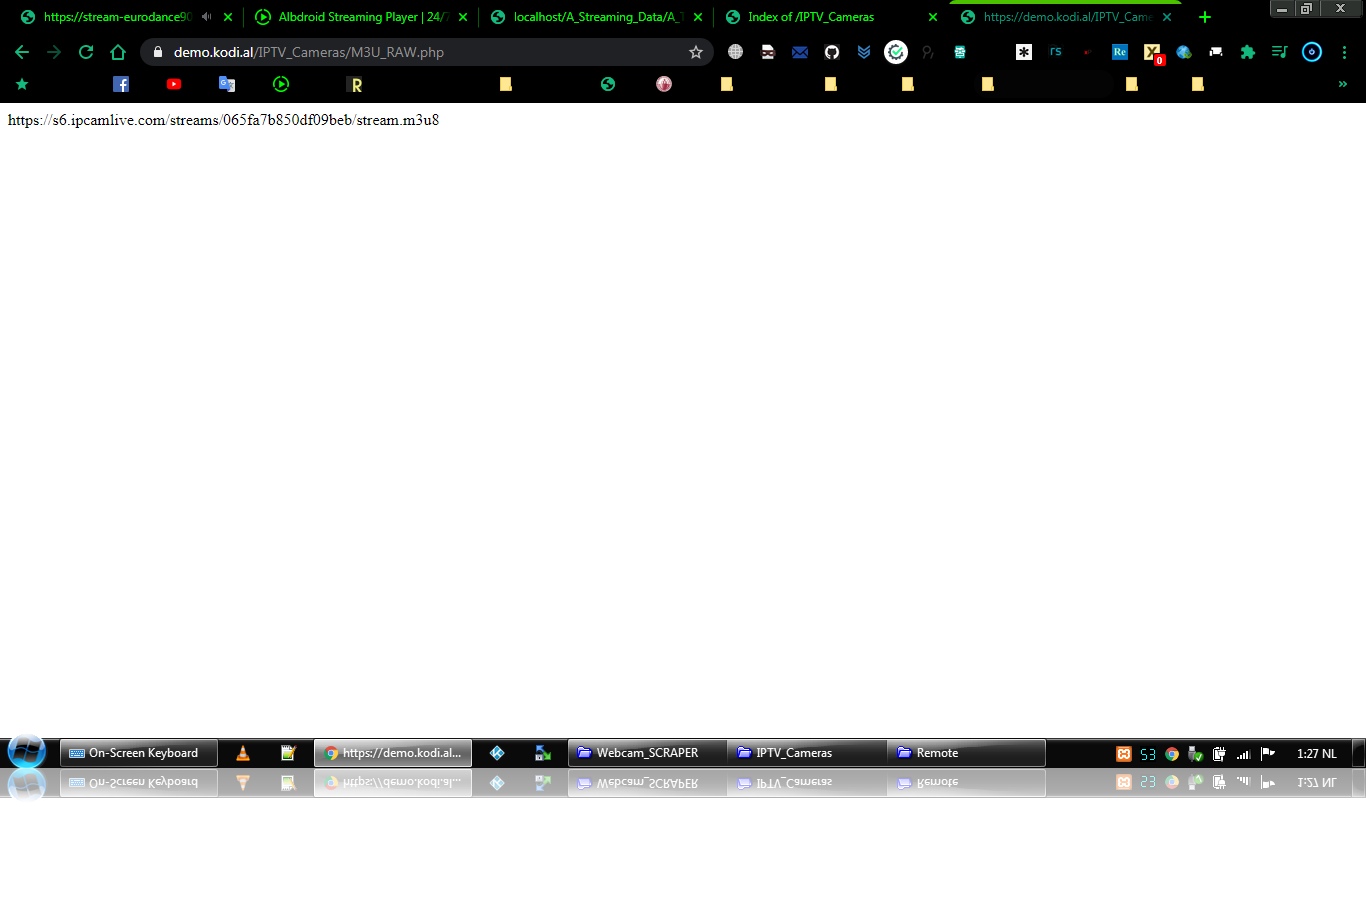 https://stream-eurodance90
Albdroid Streaming Player | 24/7
localhost/A_Streaming_Data/A_T
Index of /IPTV_Cameras
https://demo.kodi.al/IPTV_Came
demo.kodi.al/IPTV_Cameras/M3U_RAW.php
rs
Re
0
R
https://s6.ipcamlive.com/streams/065fa7b850df09beb/stream.m3u8
On-Screen Keyboard
https://demo.kodi.al...
Webcam_SCRAPER
IPTV_Cameras
Remote
53
1:27 NL